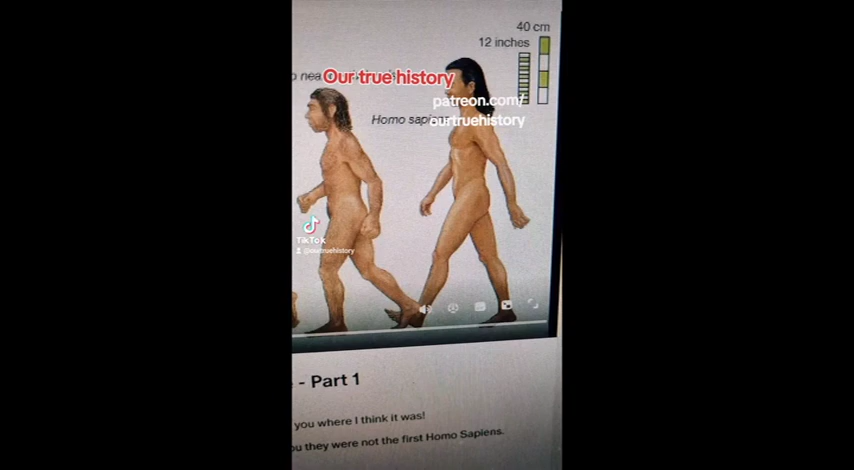 40 cm
12 inches
Our true history
patreon.com/
ourtruehistory
Homo
TikTok
@ourtruehistory
- Part 1
you where I think it was!
they were not the first Homo Sapiens.